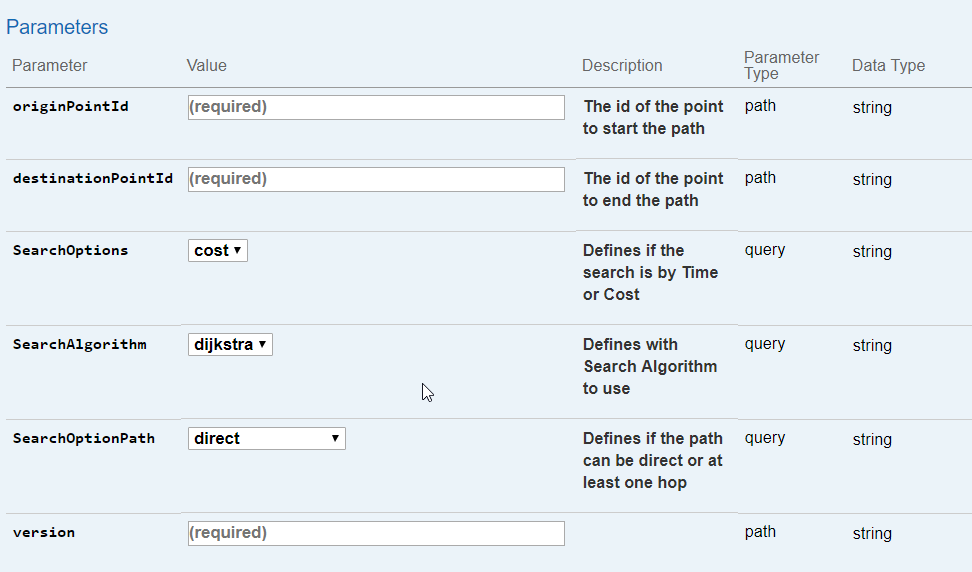 Parameters
Parameter Value Description Parameter Type Data Type
originPointId (required) The id of the point to start the path path string
destinationPointId (required) The id of the point to end the path path string
SearchOptions cost Defines if the search is by Time or Cost query string
SearchAlgorithm dijkstra Defines with Search Algorithm to use query string
SearchOptionPath direct Defines if the path can be direct or at least one hop query string
version (required) path string